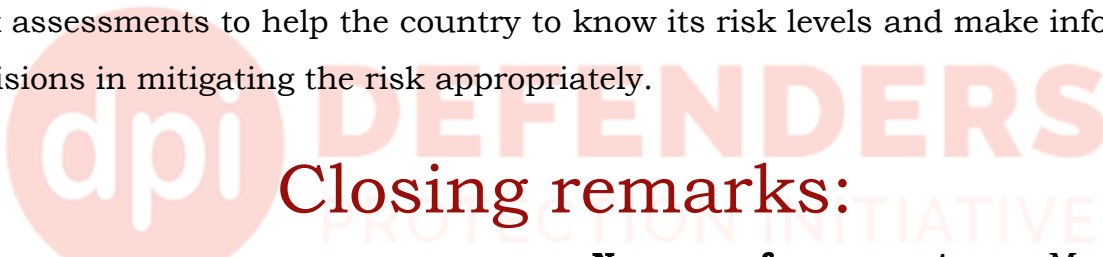 assessments to help the country to know its risk levels and make info
isions in mitigating the risk appropriately.
dpi DEFENDERS
PROTECTION INITIATIVE
Closing remarks: